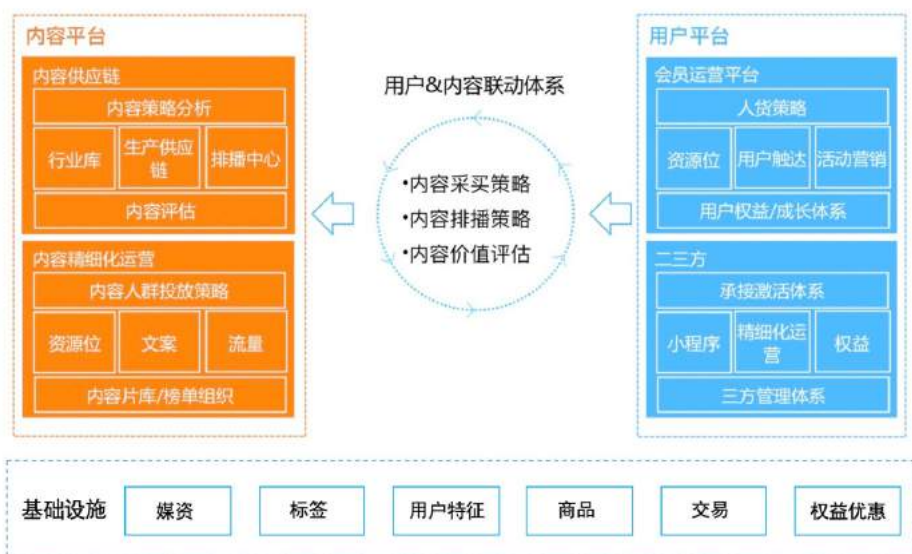 内容平台
内容供应链
内容策略分析
行业库
生产供应
链
排播中心
内容评估
内容精细化运营
内容人群投放策略
资源位
文案
流量
内容片库/榜单组织
用户&内容联动体系
•内容采买策略
•内容排播策略
•内容价值评估
用户平台
会员运营平台
人货策略
资源位
用户触达
活动营销
用户权益/成长体系
二三方
承接激活体系
小程序
精细化运
营
权益
三方管理体系
基础设施
媒资
标签
用户特征
商品
交易
权益优惠